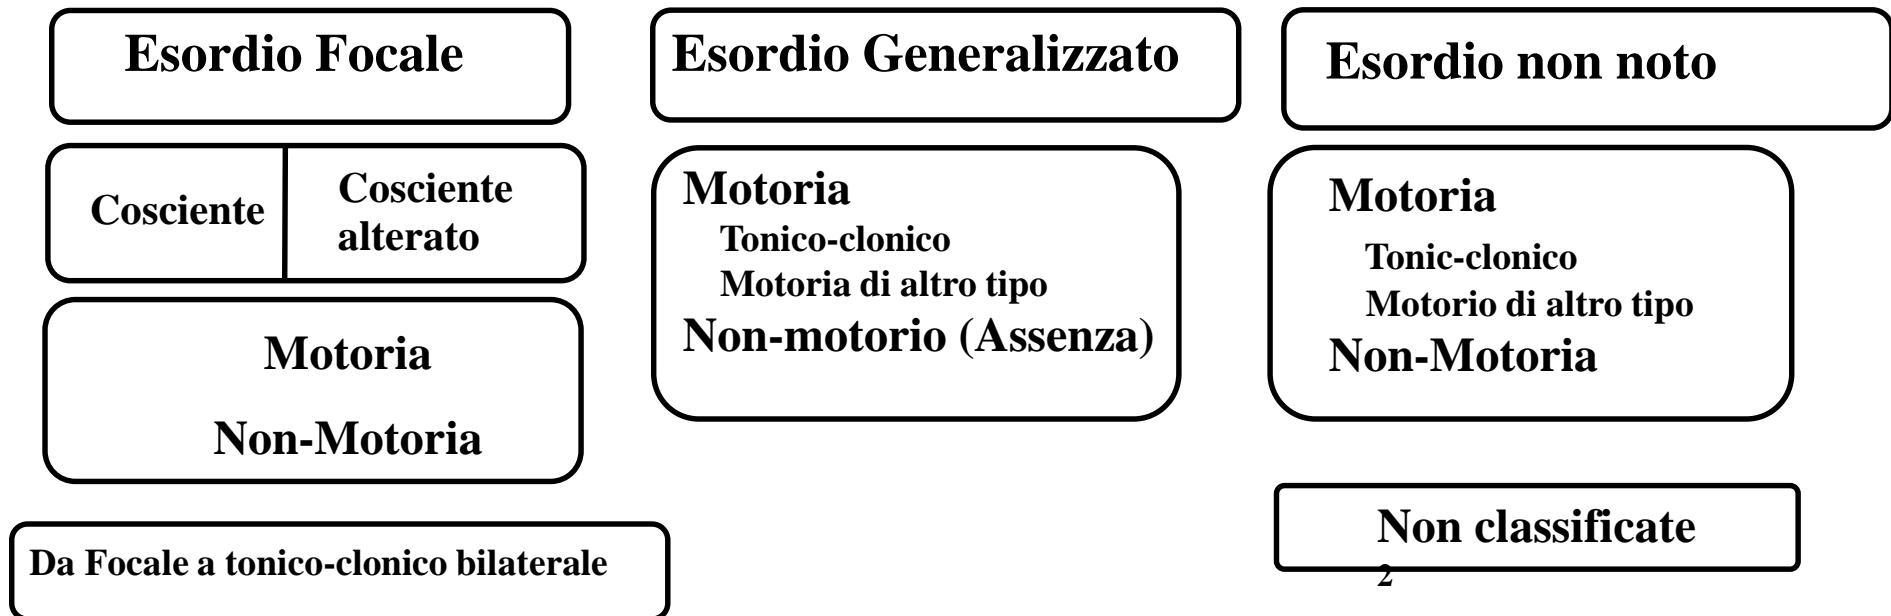 Esordio Focale
Cosciente
Cosciente
alterato
Motoria
Non-Motoria
Da Focale a tonico-clonico bilaterale
Esordio Generalizzato
Motoria
Tonico-clonico
Motoria di altro tipo
Non-motorio (Assenza)
Esordio non noto
Motoria
Tonic-clonico
Motorio di altro tipo
Non-Motoria
Non classificate
2